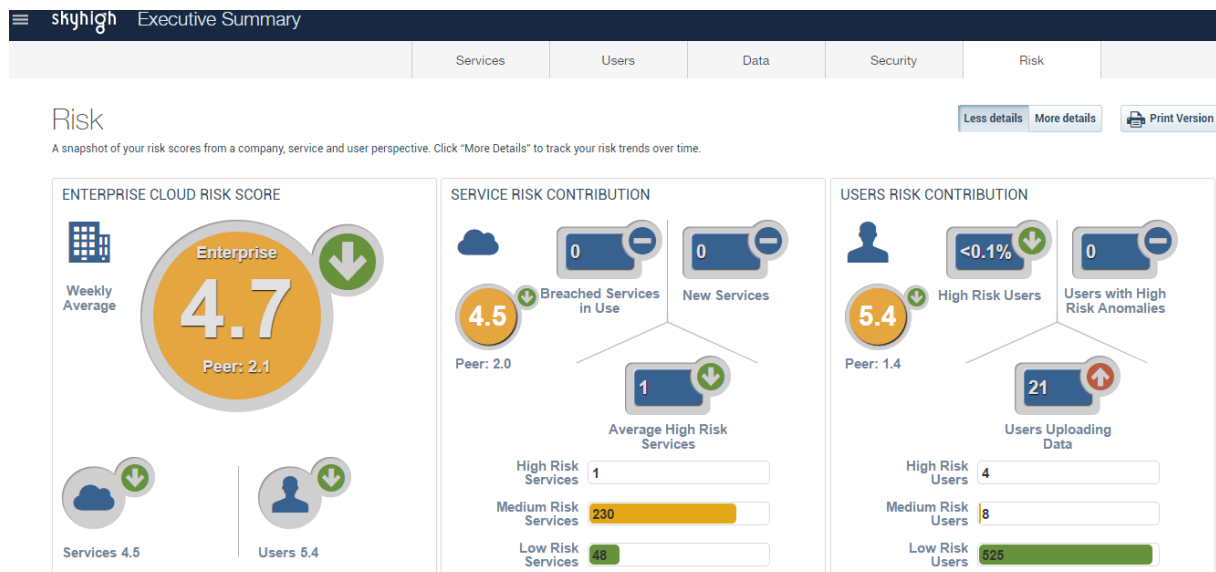 skyhigh Executive Summary
Services Users Data Security Risk
Risk
Less details More details Print Version
A snapshot of your risk scores from a company, service and user perspective. Click "More Details" to track your risk trends over time.
ENTERPRISE CLOUD RISK SCORE
Weekly
Average
Enterprise
4.7
Peer: 2.1
Services 4.5
Users 5.4
SERVICE RISK CONTRIBUTION
4.5
Peer: 2.0
0
Breached Services
in Use
0
New Services
1
Average High Risk
Services
High Risk
Services
1
Medium Risk
Services
230
Low Risk
Services
48
USERS RISK CONTRIBUTION
5.4
Peer: 1.4
<0.1%
High Risk Users
0
Users with High
Risk Anomalies
21
Users Uploading
Data
High Risk
Users
4
Medium Risk
Users
8
Low Risk
Users
525